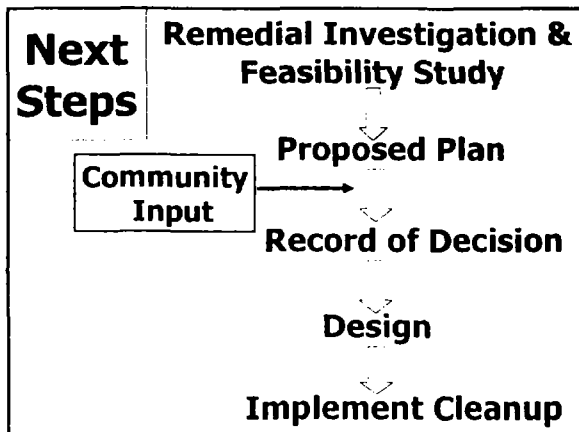 Next
Steps
Remedial Investigation &
Feasibility Study
Proposed Plan
Community
Input
Record of Decision
Design
Implement Cleanup